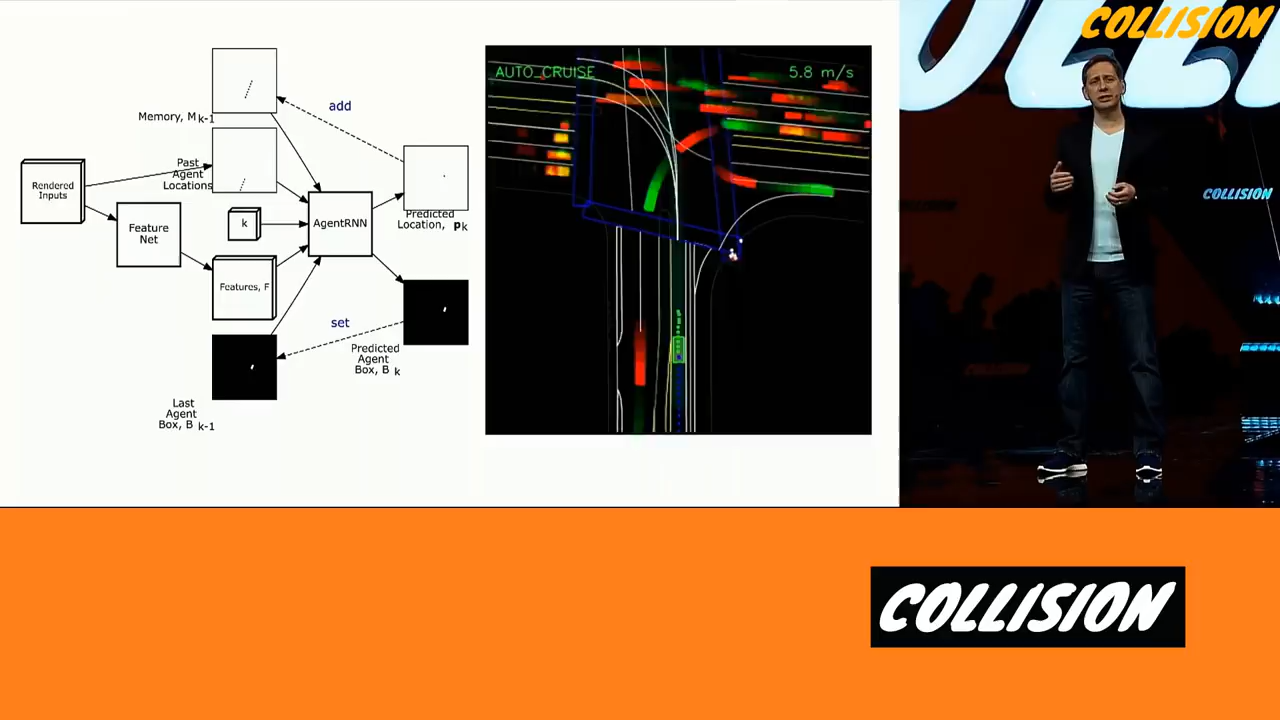 Memory, M k-1
add
Past
Agent
Locations
Rendered
Inputs
Feature
Net
k
AgentRNN
Predicted
Location, pk
Features, F
set
Predicted
Agent
Box, B k
Last
Agent
Box, B k-1
AUTO_CRUISE
5.8 m/s
COLLISION
COLLISION
COLLISION